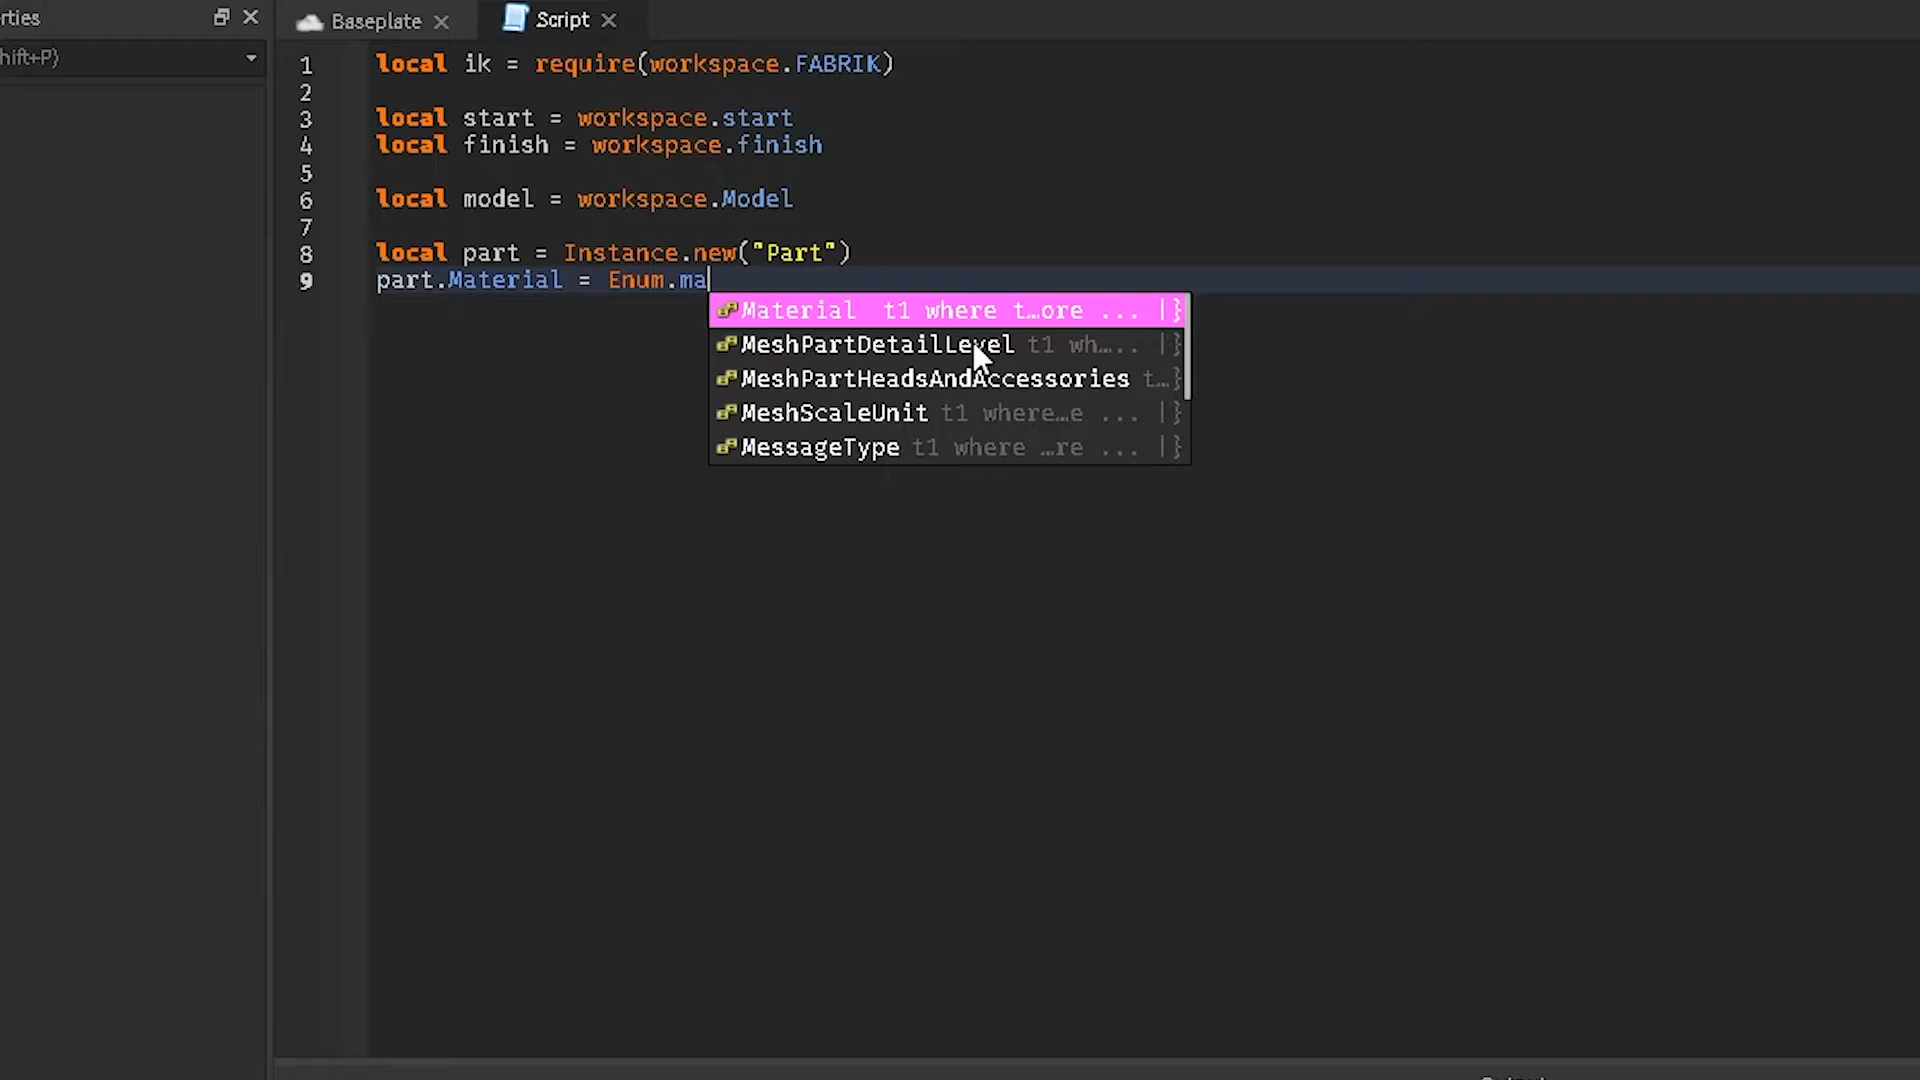 rties
hift+P)
Baseplate
Script
1 local ik = require(workspace.FABRIK)
2
3 local start = workspace.start
4 local finish = workspace.finish
5
6 local model = workspace.Model
7
8 local part = Instance.new("Part")
9 part.Material = Enum.ma
Material t1 where t…ore ... |}
MeshPartDetailLevel t1 wh…... |}
MeshPartHeadsAndAccessories t…}
MeshScaleUnit t1 where…e ... |}
MessageType t1 where …re ... |}